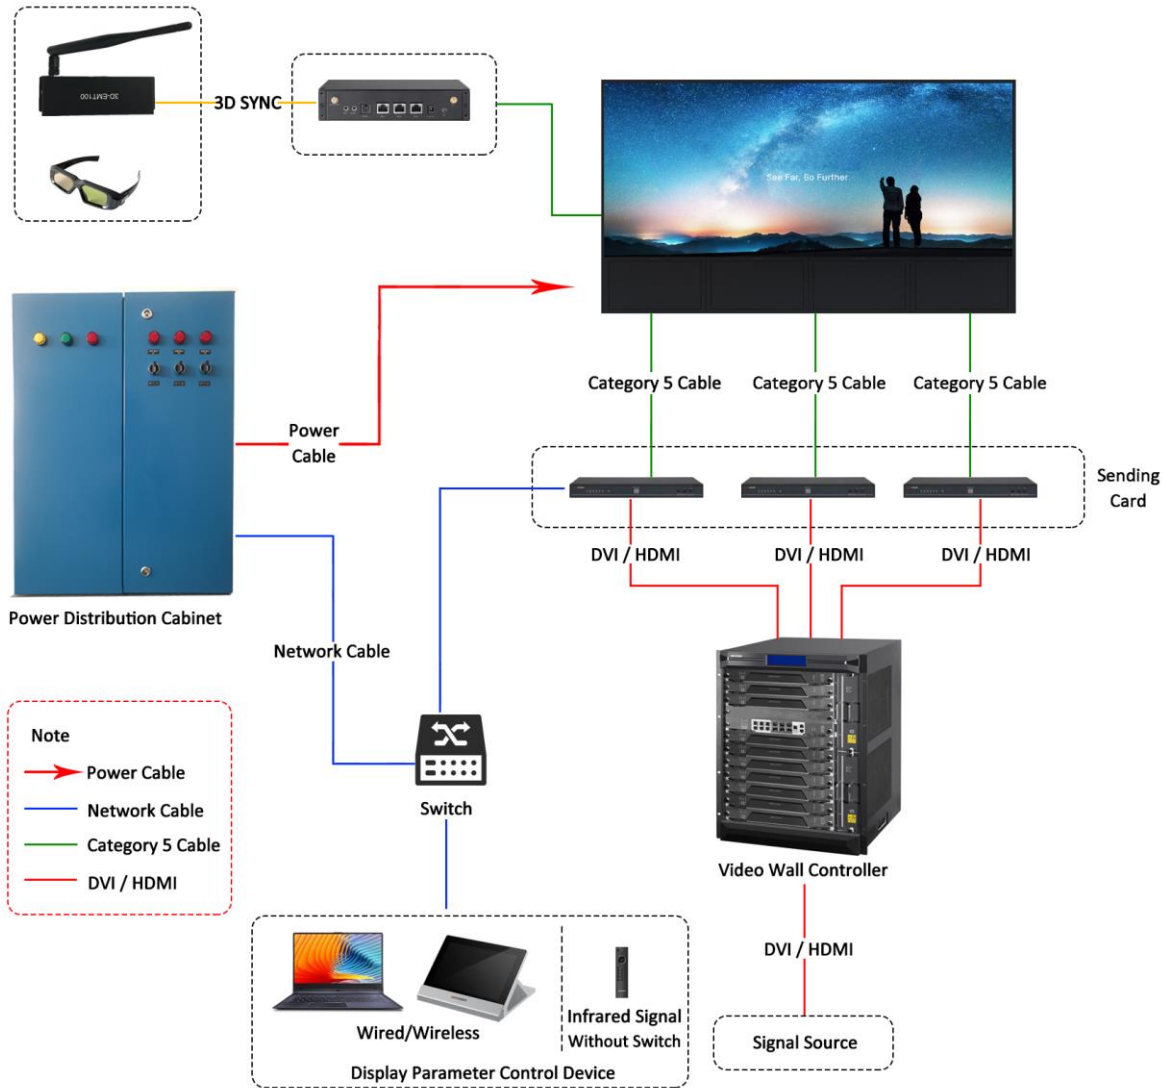 3D-EMT100
3D SYNC
See Far, Go Further
Category 5 Cable
Category 5 Cable
Category 5 Cable
Power
Cable
Sending
Card
DVI / HDMI
DVI / HDMI
DVI / HDMI
Power Distribution Cabinet
Network Cable
Note
Power Cable
Network Cable
Category 5 Cable
DVI / HDMI
Switch
Video Wall Controller
DVI / HDMI
Wired/Wireless
Infrared Signal
Without Switch
Display Parameter Control Device
Signal Source